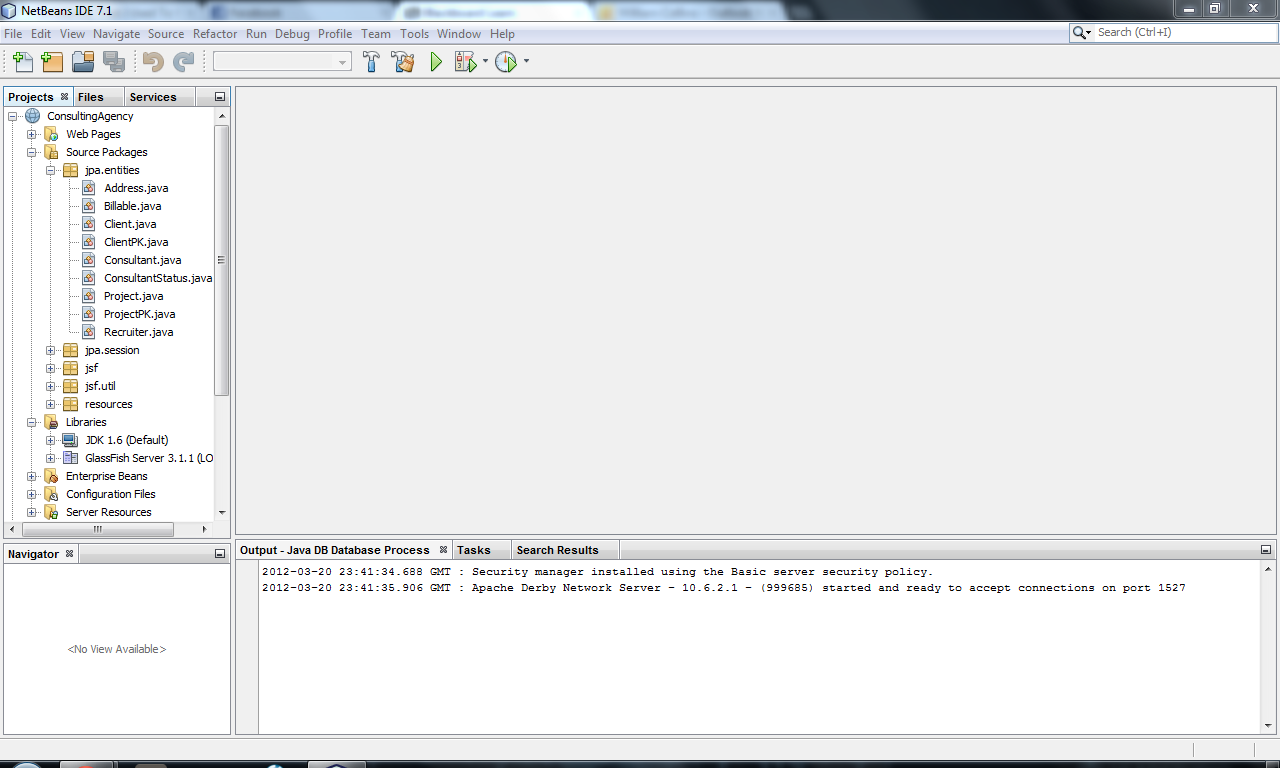 NetBeans IDE 7.1
File Edit View Navigate Source Refactor Run Debug Profile Team Tools Window Help
Search (Ctrl+I)
Projects Files Services
ConsultingAgency
Web Pages
Source Packages
jpa.entities
Address.java
Billable.java
Client.java
ClientPK.java
Consultant.java
ConsultantStatus.java
Project.java
ProjectPK.java
Recruiter.java
jpa.session
jsf
jsf.util
resources
Libraries
JDK 1.6 (Default)
GlassFish Server 3.1.1 (LO
Enterprise Beans
Configuration Files
Server Resources
Navigator
<No View Available>
Output - Java DB Database Process Tasks Search Results
2012-03-20 23:41:34.688 GMT : Security manager installed using the Basic server security policy.
2012-03-20 23:41:35.906 GMT : Apache Derby Network Server - 10.6.2.1 - (999685) started and ready to accept connections on port 1527